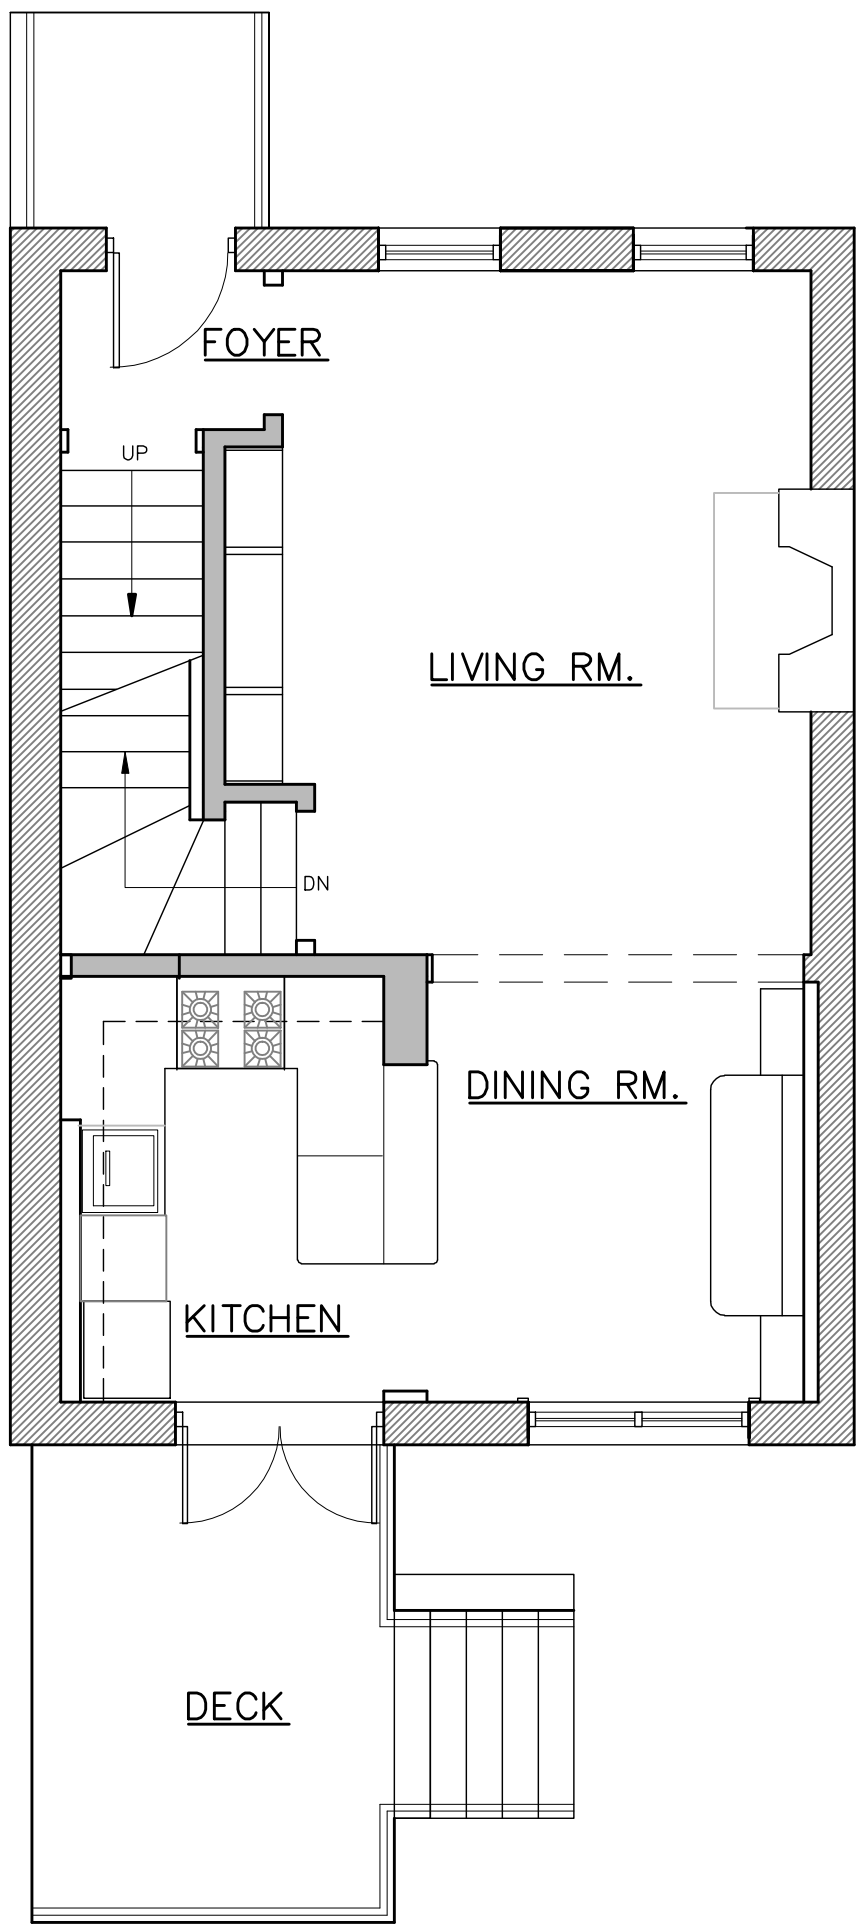 FOYER
UP
LIVING RM.
DN
DINING RM.
KITCHEN
DECK